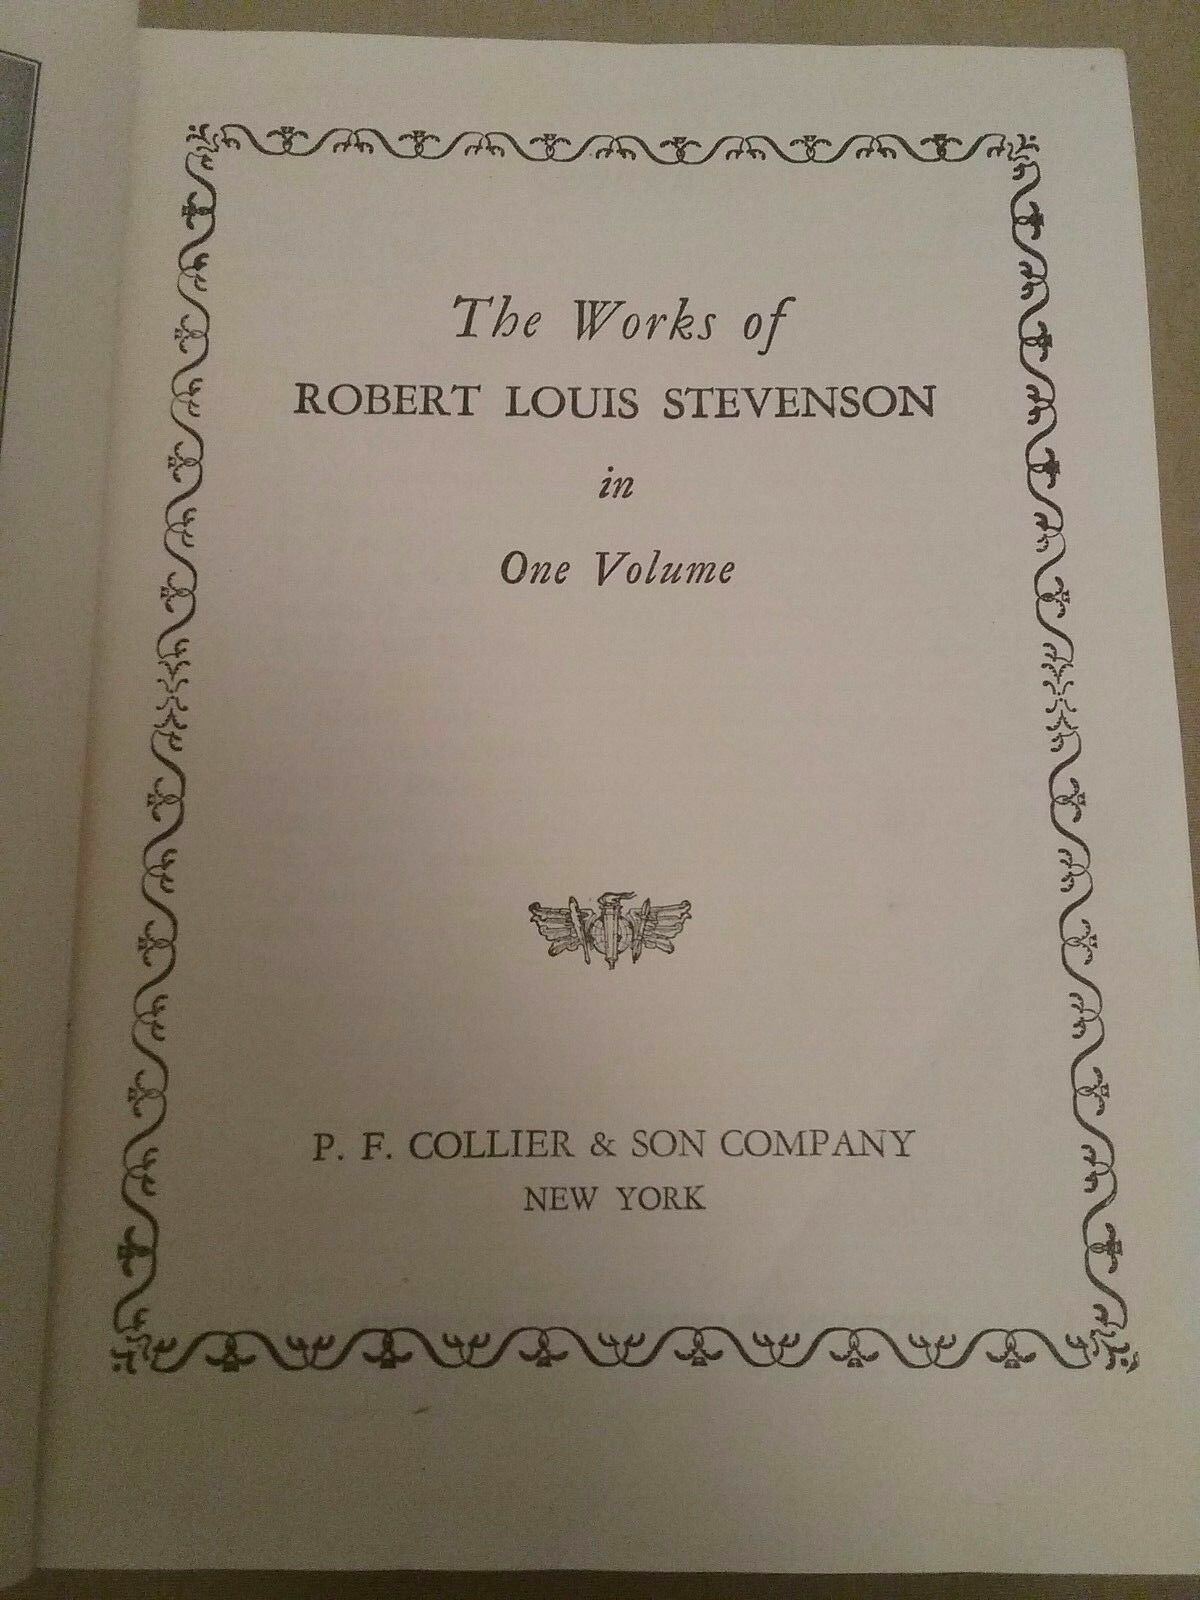 The Works of
ROBERT LOUIS STEVENSON
in
One Volume
P. F. COLLIER & SON COMPANY
NEW YORK